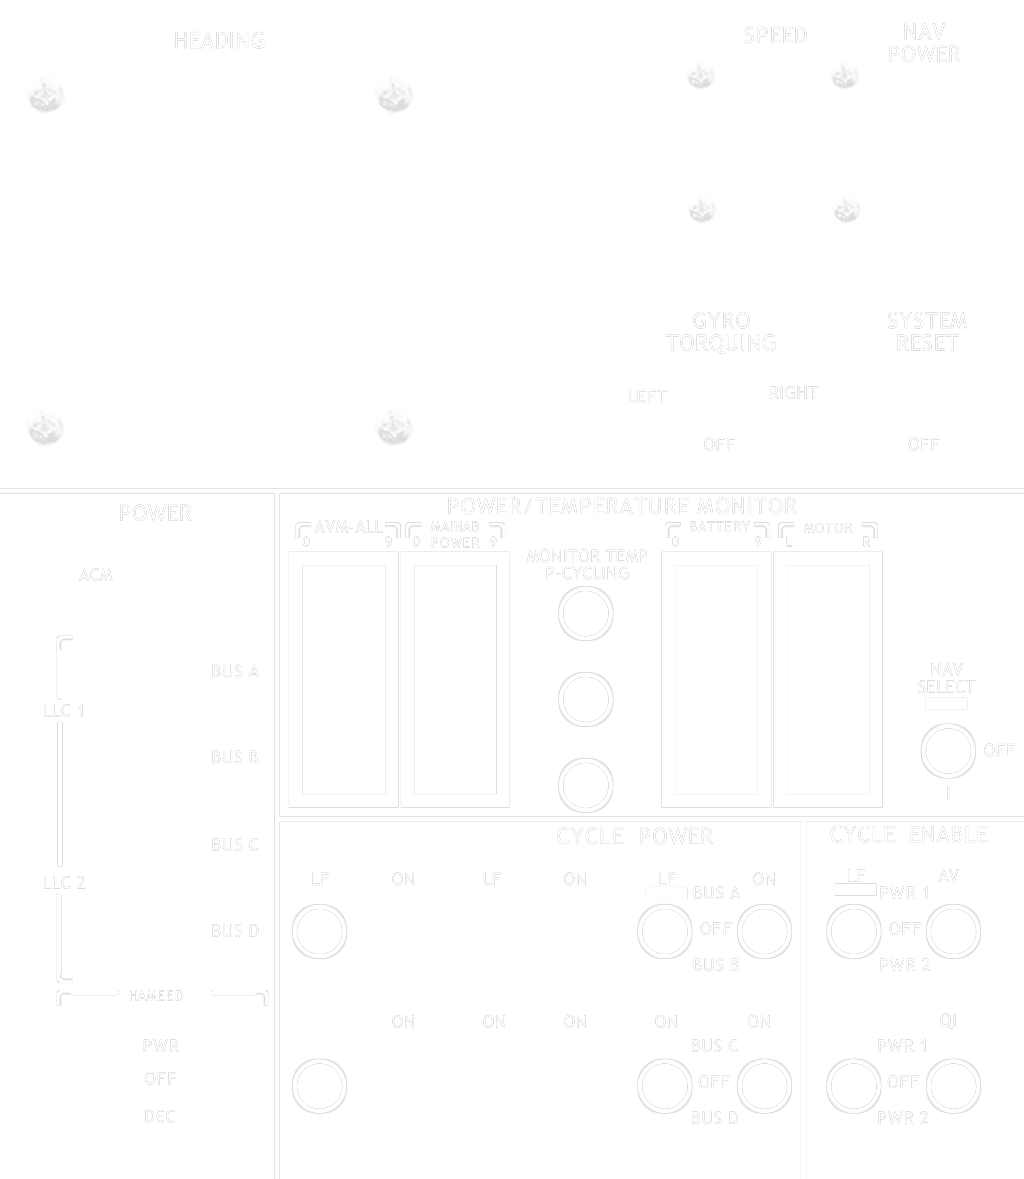 HEADING
SPEED
NAV
POWER
GYRO
TORQUING
SYSTEM
RESET
LEFT
RIGHT
OFF
OFF
POWER
ACM
BUS A
LLC 1
BUS B
BUS C
LLC 2
BUS D
HAMEED
PWR
OFF
DEC
POWER/TEMPERATURE MONITOR
AVM-ALL
0 9
MAINAB
POWER
0 9
MONITOR TEMP
P-CYCLING
BATTERY
0 9
MOTOR
L R
NAV
SELECT
OFF
I
CYCLE POWER
LF ON LF ON LF ON
BUS A
OFF
BUS B
ON ON ON ON ON
BUS C
OFF
BUS D
CYCLE ENABLE
LF AV
PWR 1
OFF
PWR 2
QI
PWR 1
OFF
PWR 2